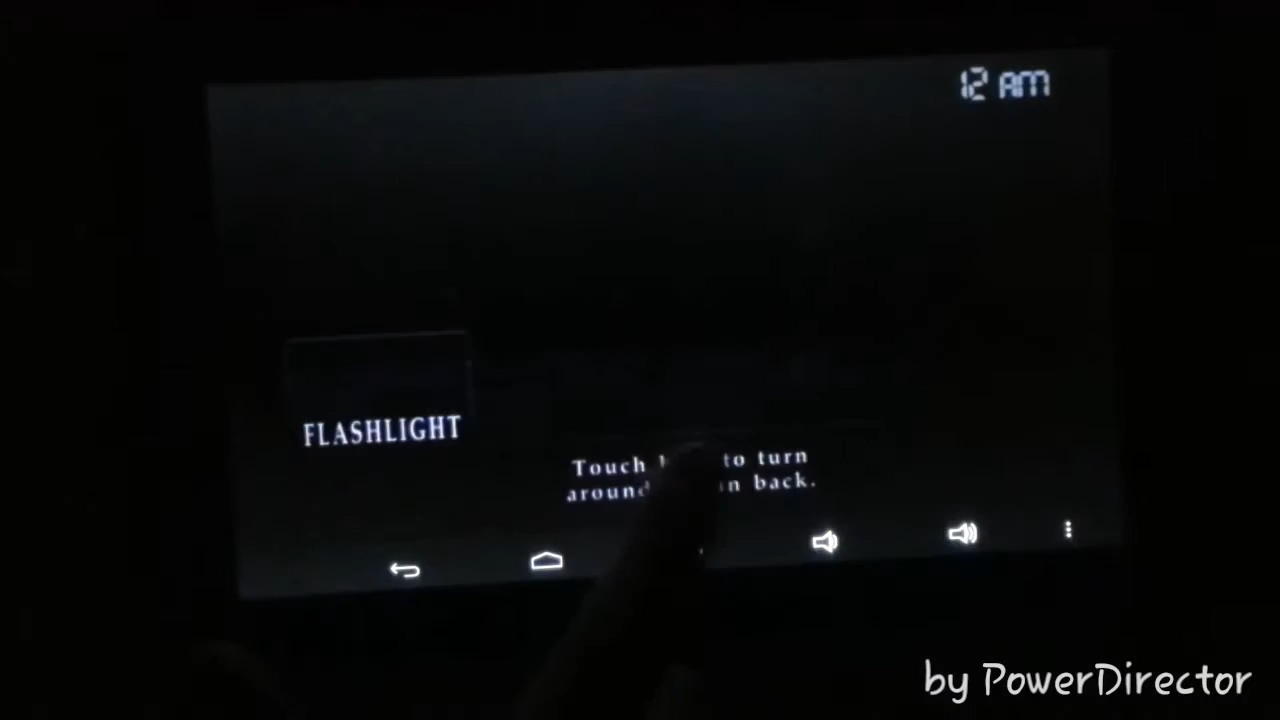 12 AM
FLASHLIGHT
Touch to turn
around back.
by PowerDirector